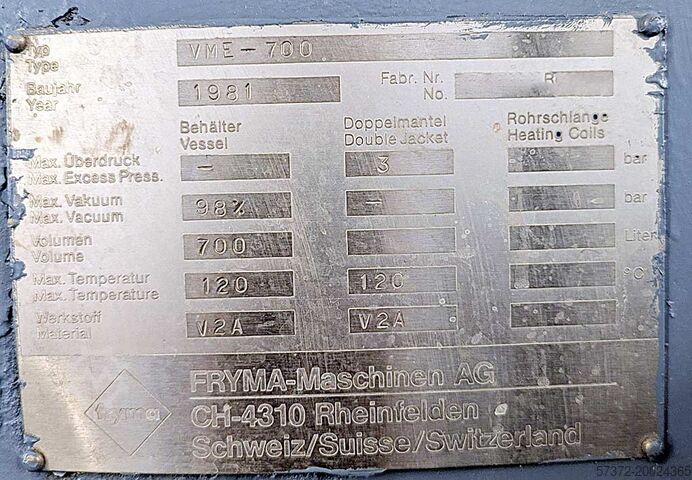 Typ VME-700
Type
Baujahr 1981 Fabr. Nr. R
Year No.
Behälter Doppelmantel Rohrschlange
Vessel Double Jacket Heating Coils
Max. Überdruck - 3 bar
Max. Excess Press.
Max. Vakuum 98% - bar
Max. Vacuum
Volumen 700 Liter
Volume
Max. Temperatur 120 120 °C
Max. Temperature
Werkstoff V2A V2A
Material
fryma
FRYMA-Maschinen AG
CH-4310 Rheinfelden
Schweiz/Suisse/Switzerland
57372-20924365